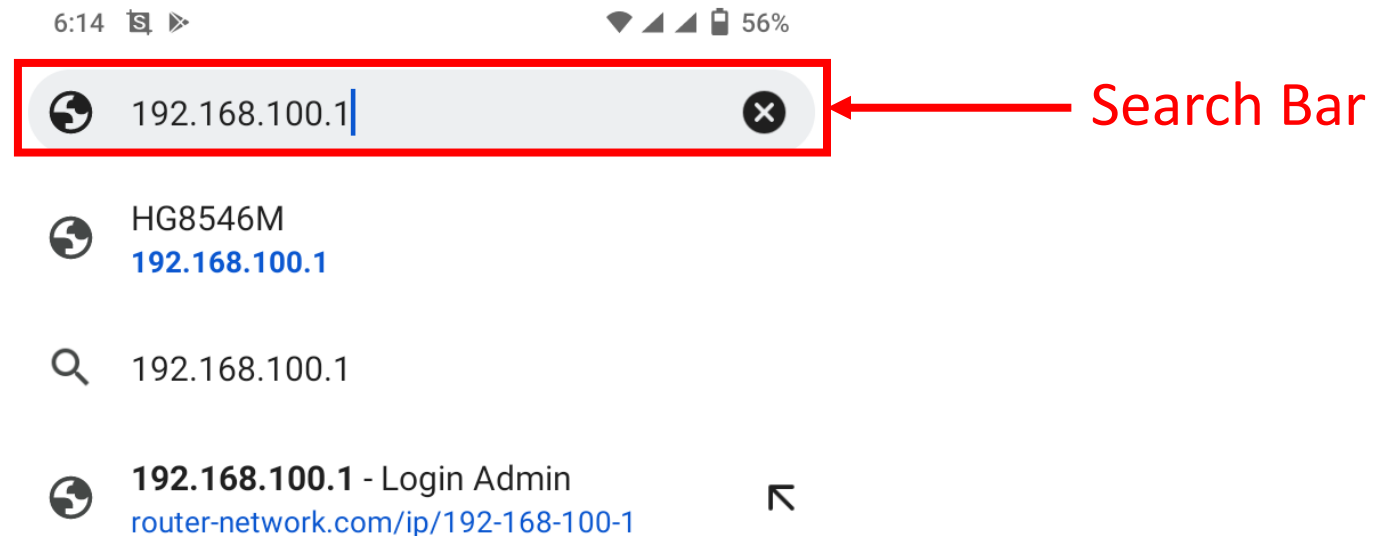 6:14 56%
192.168.100.1
Search Bar
HG8546M
192.168.100.1
192.168.100.1
192.168.100.1 - Login Admin
router-network.com/ip/192-168-100-1